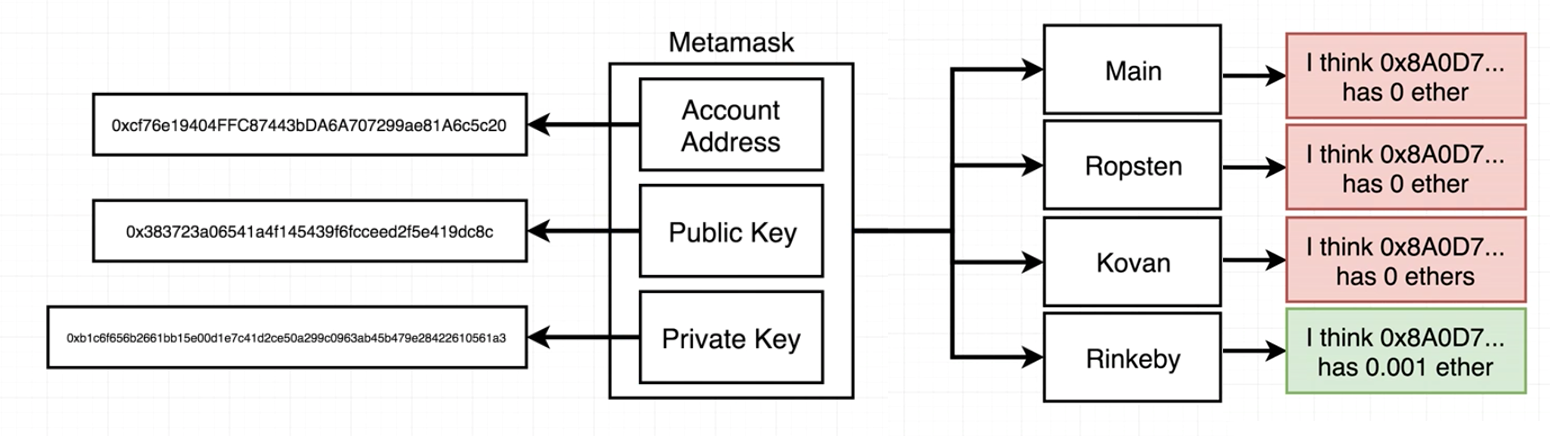 Metamask
Account
Address
Public Key
Private Key
0xcf76e19404FFC87443bDA6A707299ae81A6c5c20
0x383723a06541a4f145439f6fcceed2f5e419dc8c
0xb1c6f656b2661bb15e00d1e7c41d2ce50a299c0963ab45b479e28422610561a3
Main
I think 0x8A0D7...
has 0 ether
Ropsten
I think 0x8A0D7...
has 0 ether
Kovan
I think 0x8A0D7...
has 0 ethers
Rinkeby
I think 0x8A0D7...
has 0.001 ether